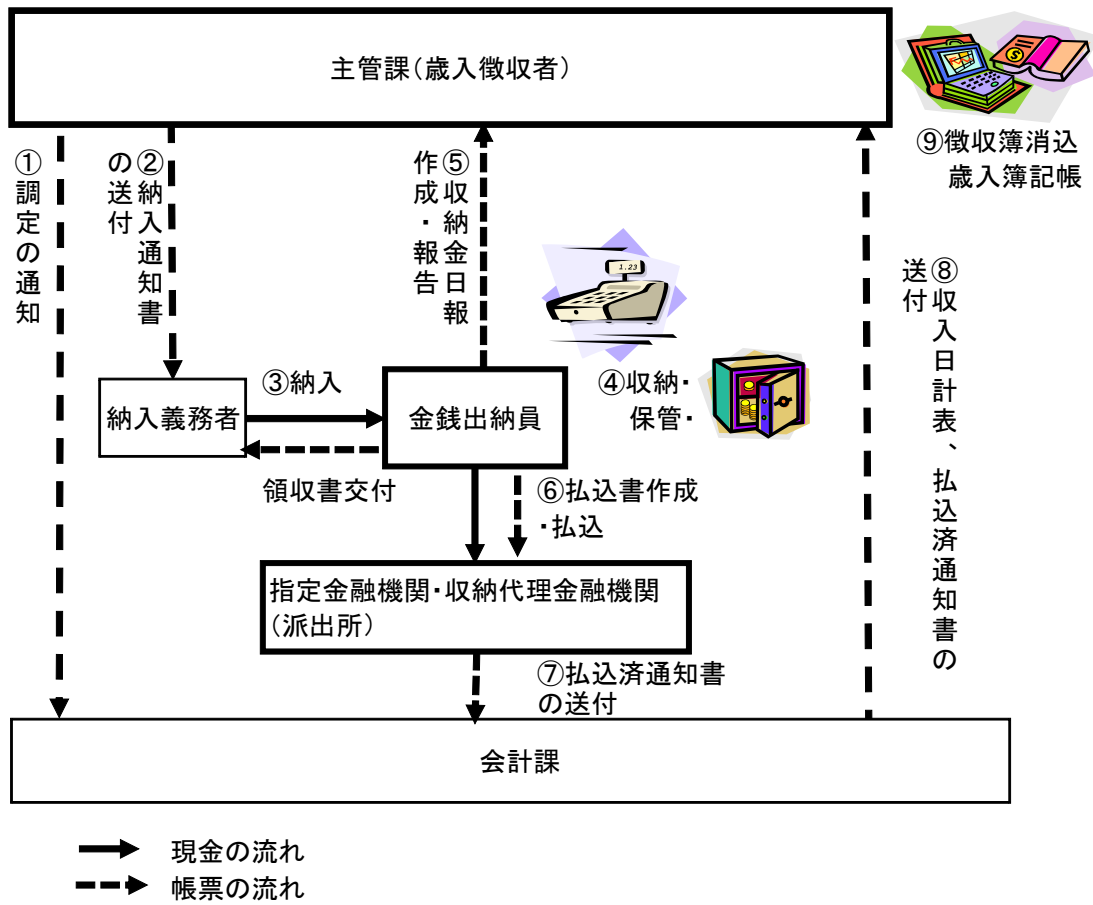 主管課(歳入徴収者)
①調定の通知
②納入通知書
の送付
⑤収納金日報
作成・報告
⑨徴収簿消込
歳入簿記帳
1.23
$
⑧収入日計表、払込済通知書の
送付
③納入
④収納・
保管・
納入義務者
金銭出納員
領収書交付
⑥払込書作成
・払込
指定金融機関・収納代理金融機関
(派出所)
⑦払込済通知書
の送付
会計課
現金の流れ
帳票の流れ